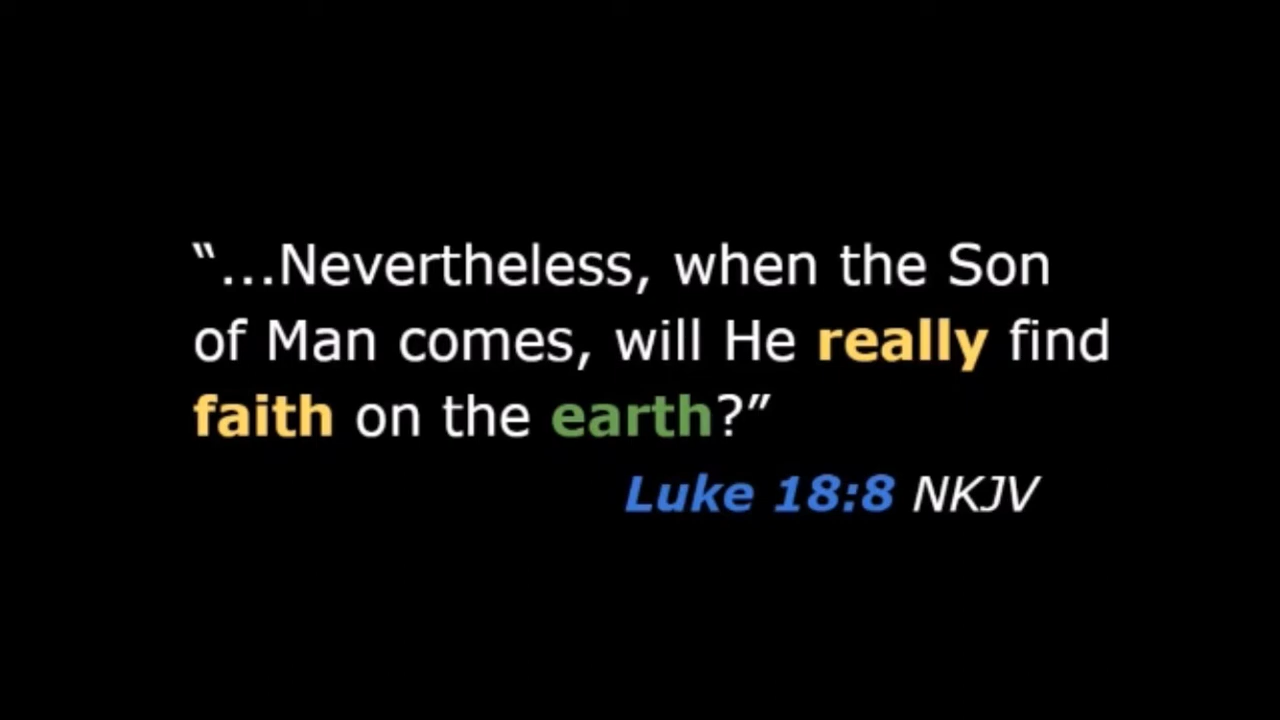 “...Nevertheless, when the Son
of Man comes, will He really find
faith on the earth?”
Luke 18:8 NKJV